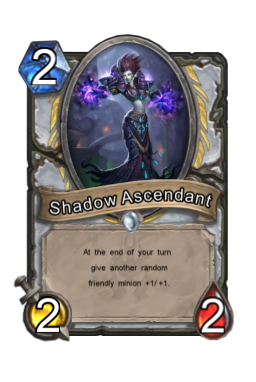 2
Shadow Ascendant
At the end of your turn
give another random
friendly minion +1/+1.
2
2